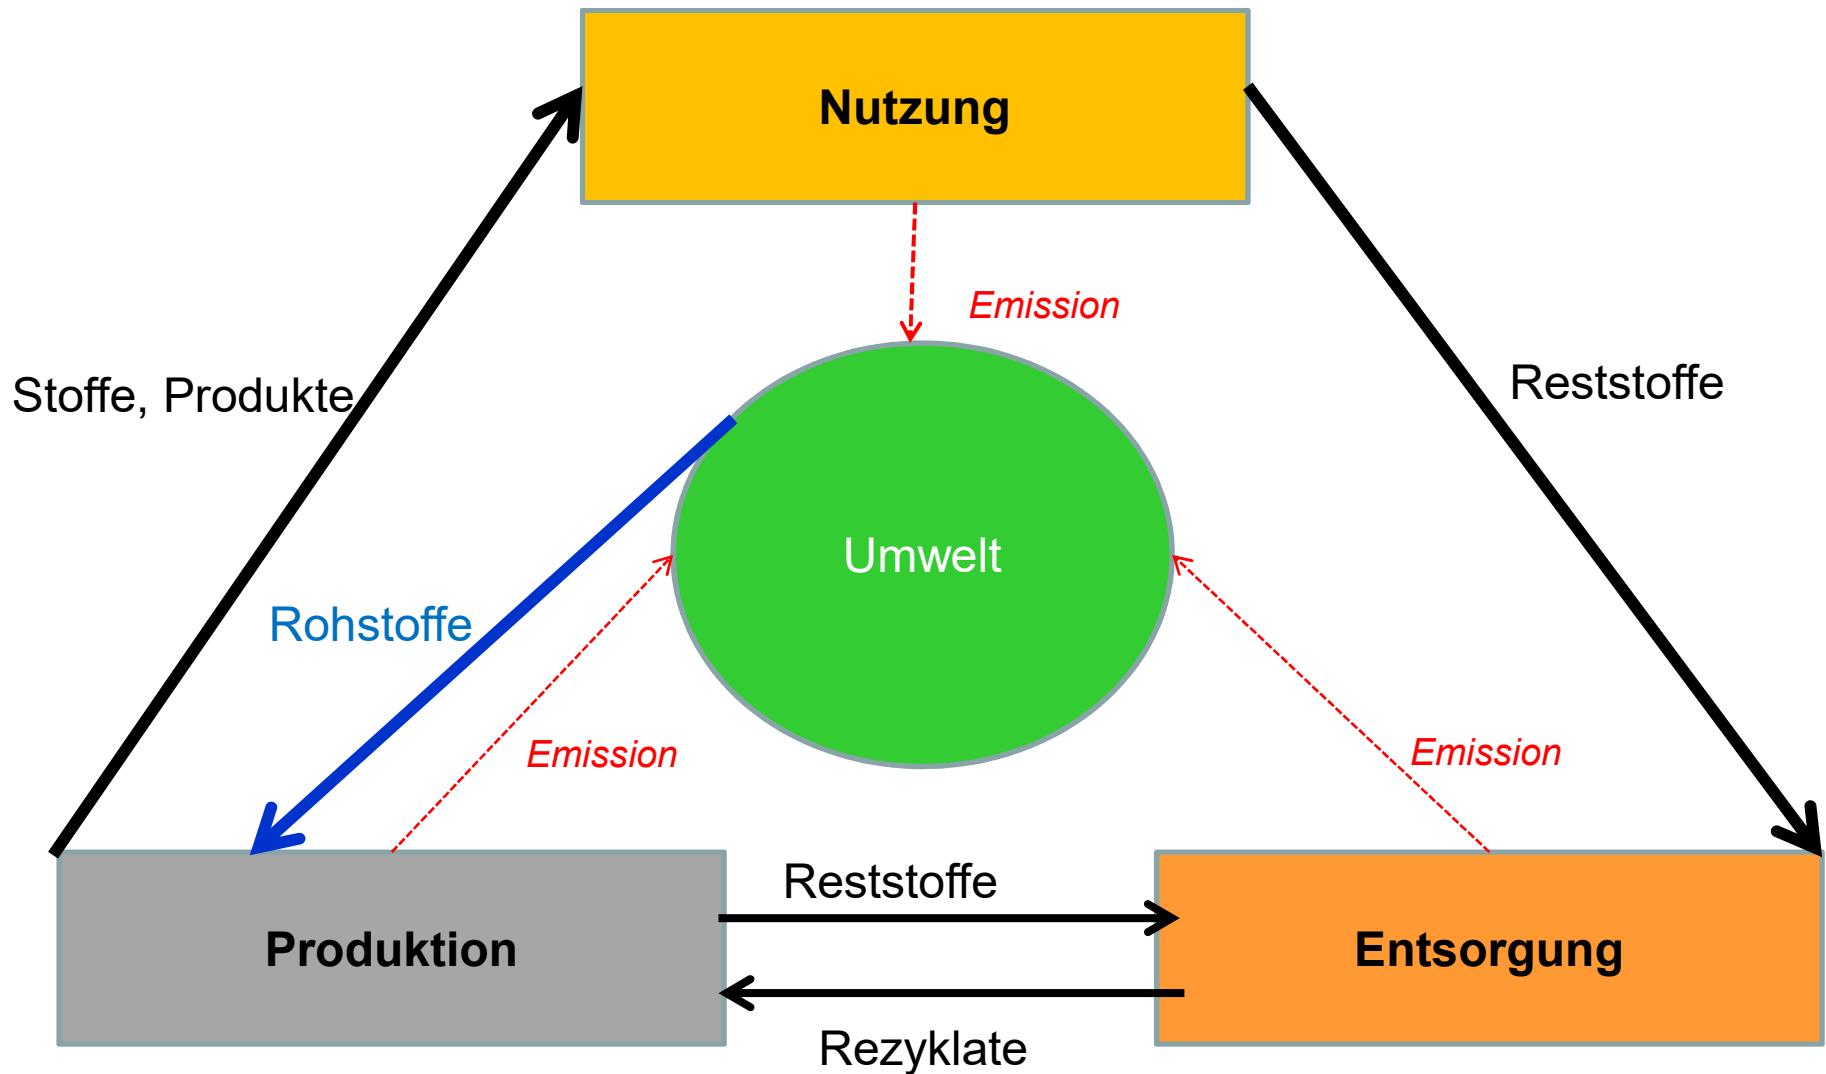 Nutzung
Emission
Stoffe, Produkte
Reststoffe
Umwelt
Rohstoffe
Emission
Emission
Reststoffe
Produktion
Entsorgung
Rezyklate